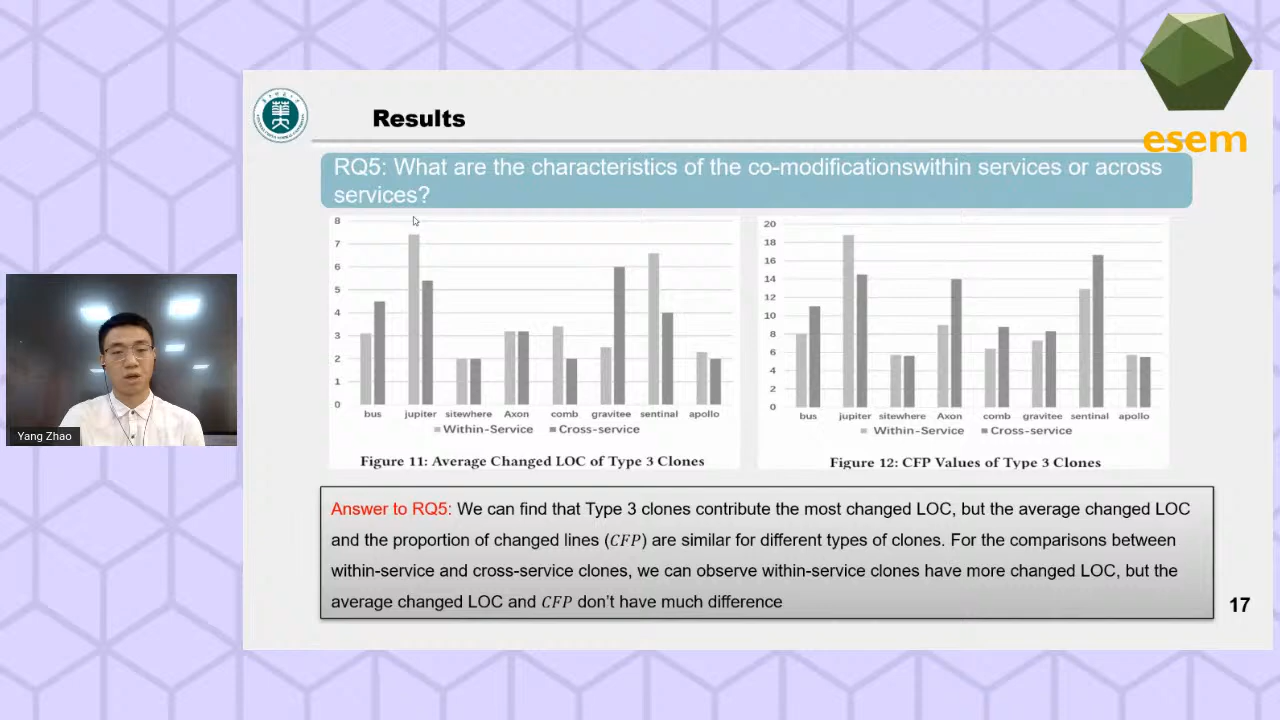 esem
Results
RQ5: What are the characteristics of the co-modificationswithin services or across
services?
8
7
6
5
4
3
2
1
0
bus jupiter sitewhere Axon comb gravitee sentinal apollo
Within-Service Cross-service
Figure 11: Average Changed LOC of Type 3 Clones
20
18
16
14
12
10
8
6
4
2
0
bus jupiter sitewhere Axon comb gravitee sentinal apollo
Within-Service Cross-service
Figure 12: CFP Values of Type 3 Clones
Yang Zhao
Answer to RQ5: We can find that Type 3 clones contribute the most changed LOC, but the average changed LOC
and the proportion of changed lines (CFP) are similar for different types of clones. For the comparisons between
within-service and cross-service clones, we can observe within-service clones have more changed LOC, but the
average changed LOC and CFP don't have much difference
17